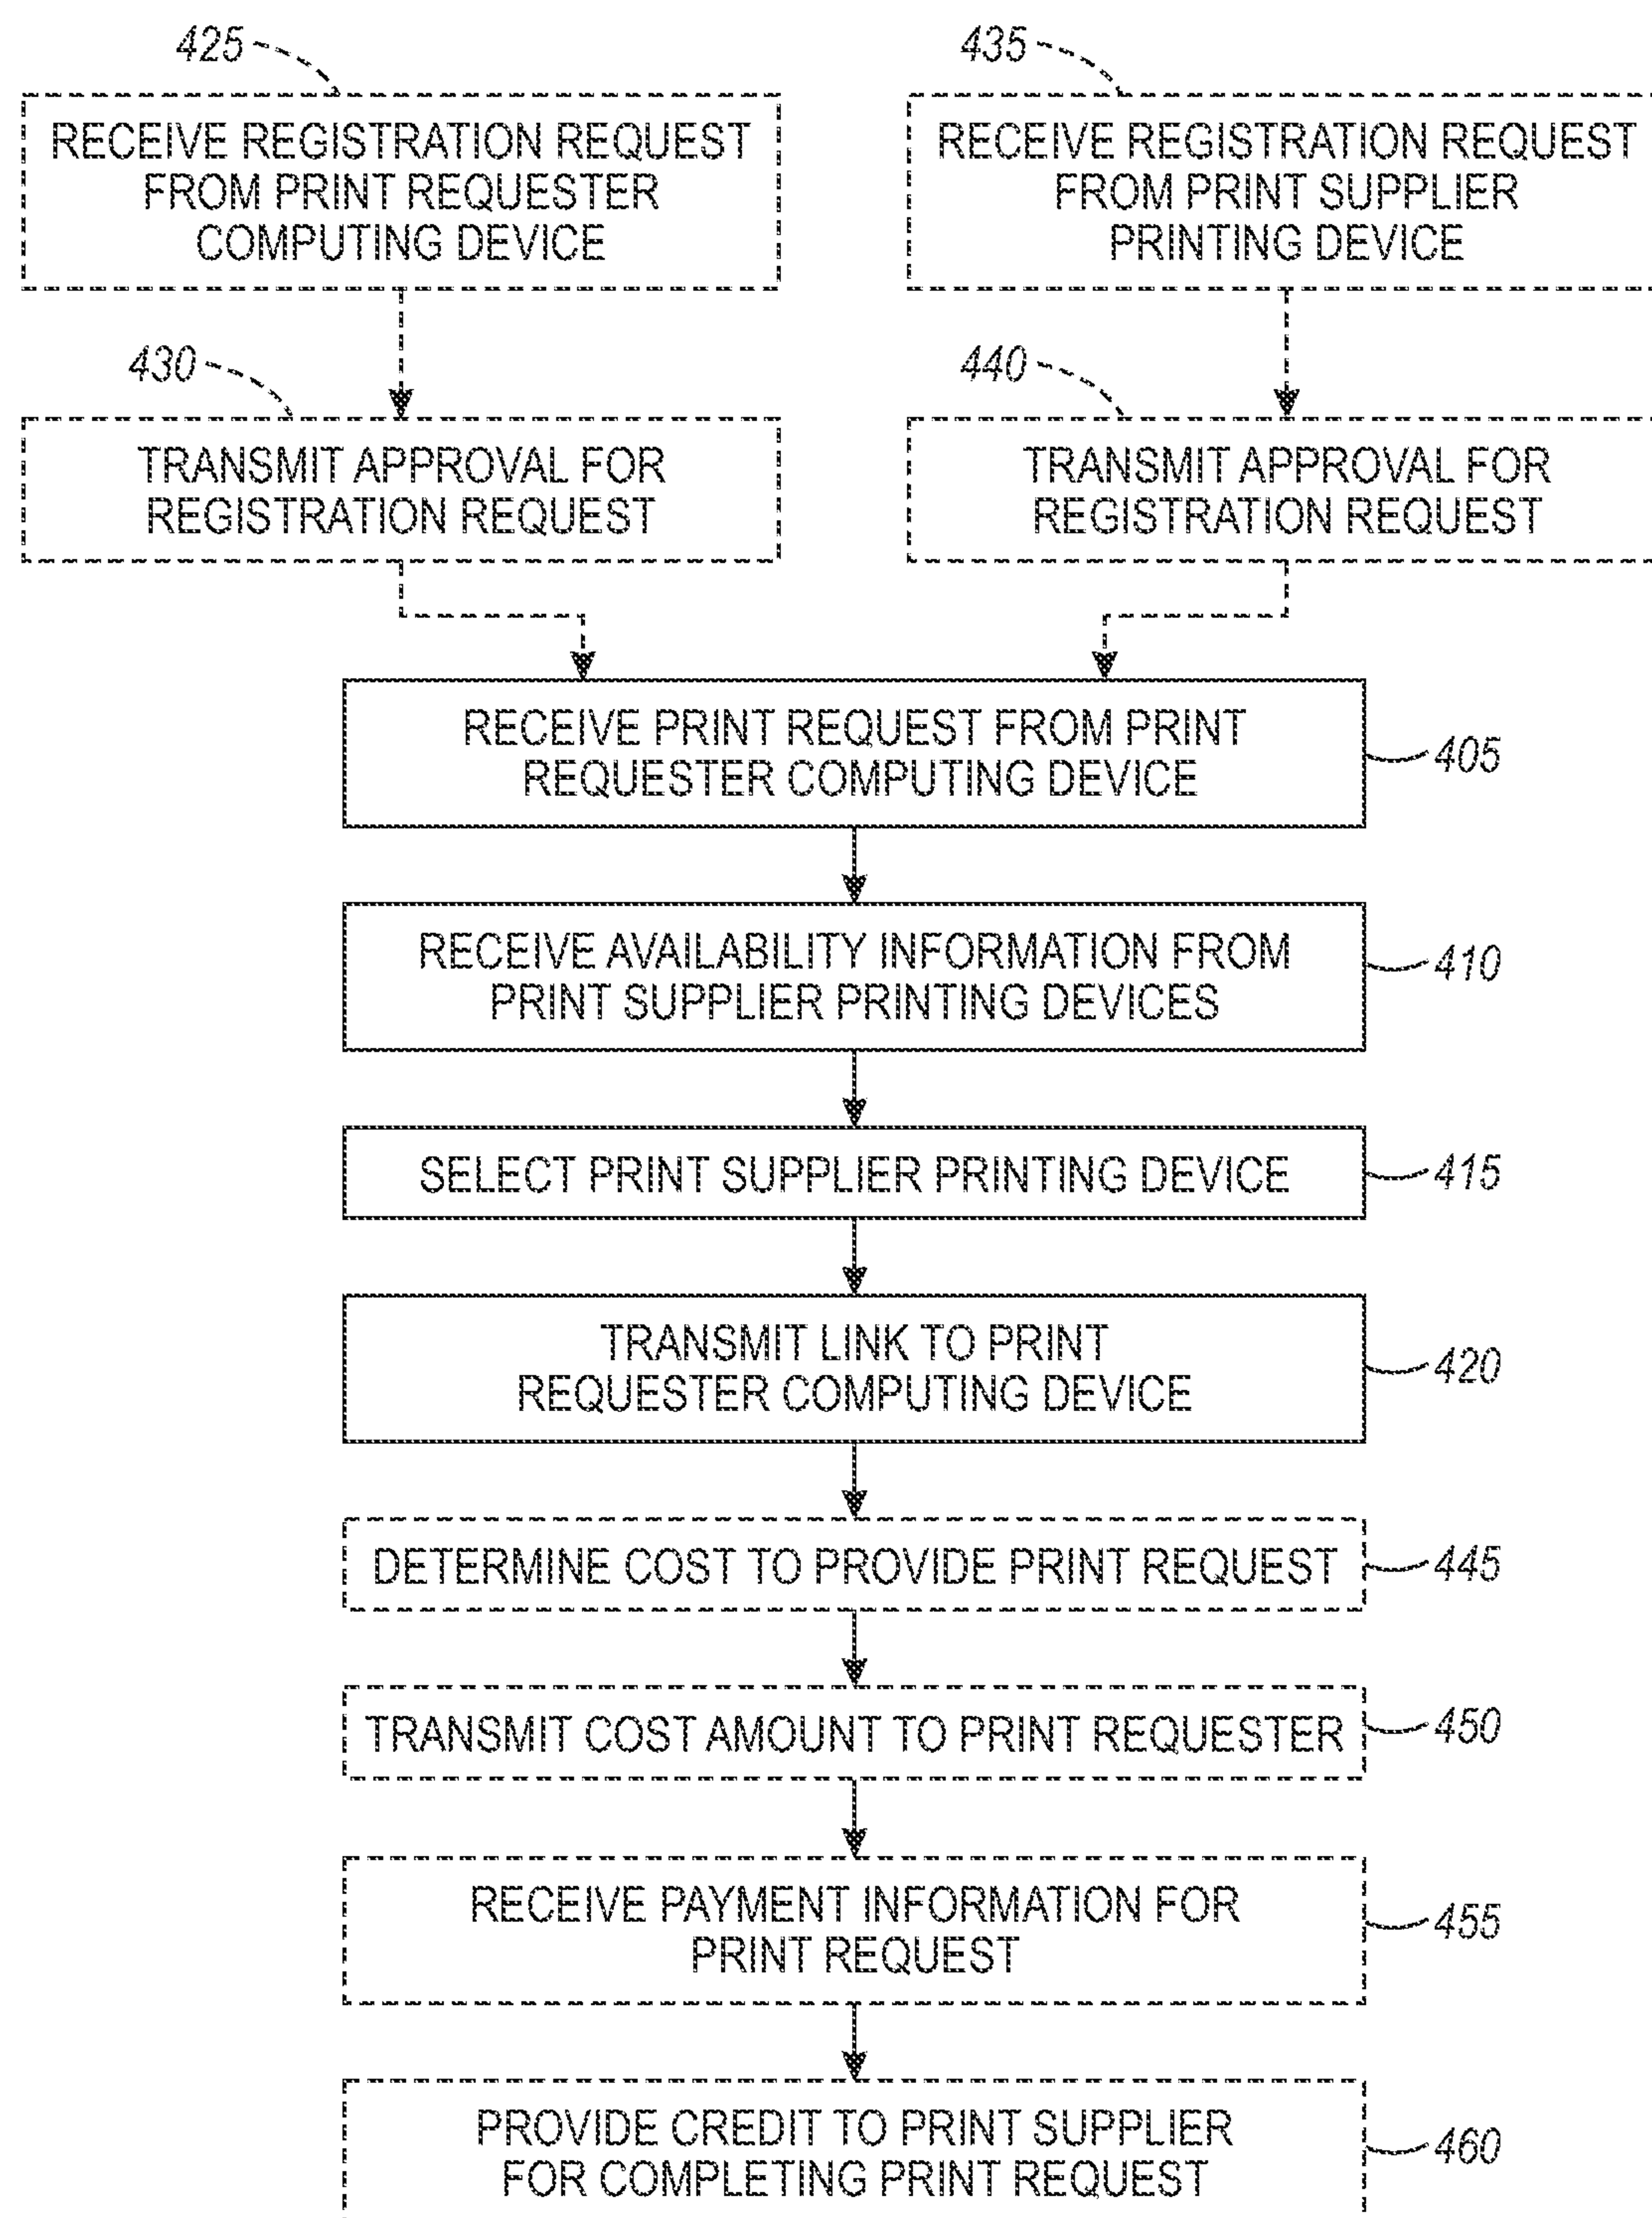 425
RECEIVE REGISTRATION REQUEST
FROM PRINT REQUESTER
COMPUTING DEVICE
435
RECEIVE REGISTRATION REQUEST
FROM PRINT SUPPLIER
PRINTING DEVICE
430
TRANSMIT APPROVAL FOR
REGISTRATION REQUEST
440
TRANSMIT APPROVAL FOR
REGISTRATION REQUEST
RECEIVE PRINT REQUEST FROM PRINT
REQUESTER COMPUTING DEVICE
405
RECEIVE AVAILABILITY INFORMATION FROM
PRINT SUPPLIER PRINTING DEVICES
410
SELECT PRINT SUPPLIER PRINTING DEVICE
415
TRANSMIT LINK TO PRINT
REQUESTER COMPUTING DEVICE
420
DETERMINE COST TO PROVIDE PRINT REQUEST
445
TRANSMIT COST AMOUNT TO PRINT REQUESTER
450
RECEIVE PAYMENT INFORMATION FOR
PRINT REQUEST
455
PROVIDE CREDIT TO PRINT SUPPLIER
FOR COMPLETING PRINT REQUEST
460